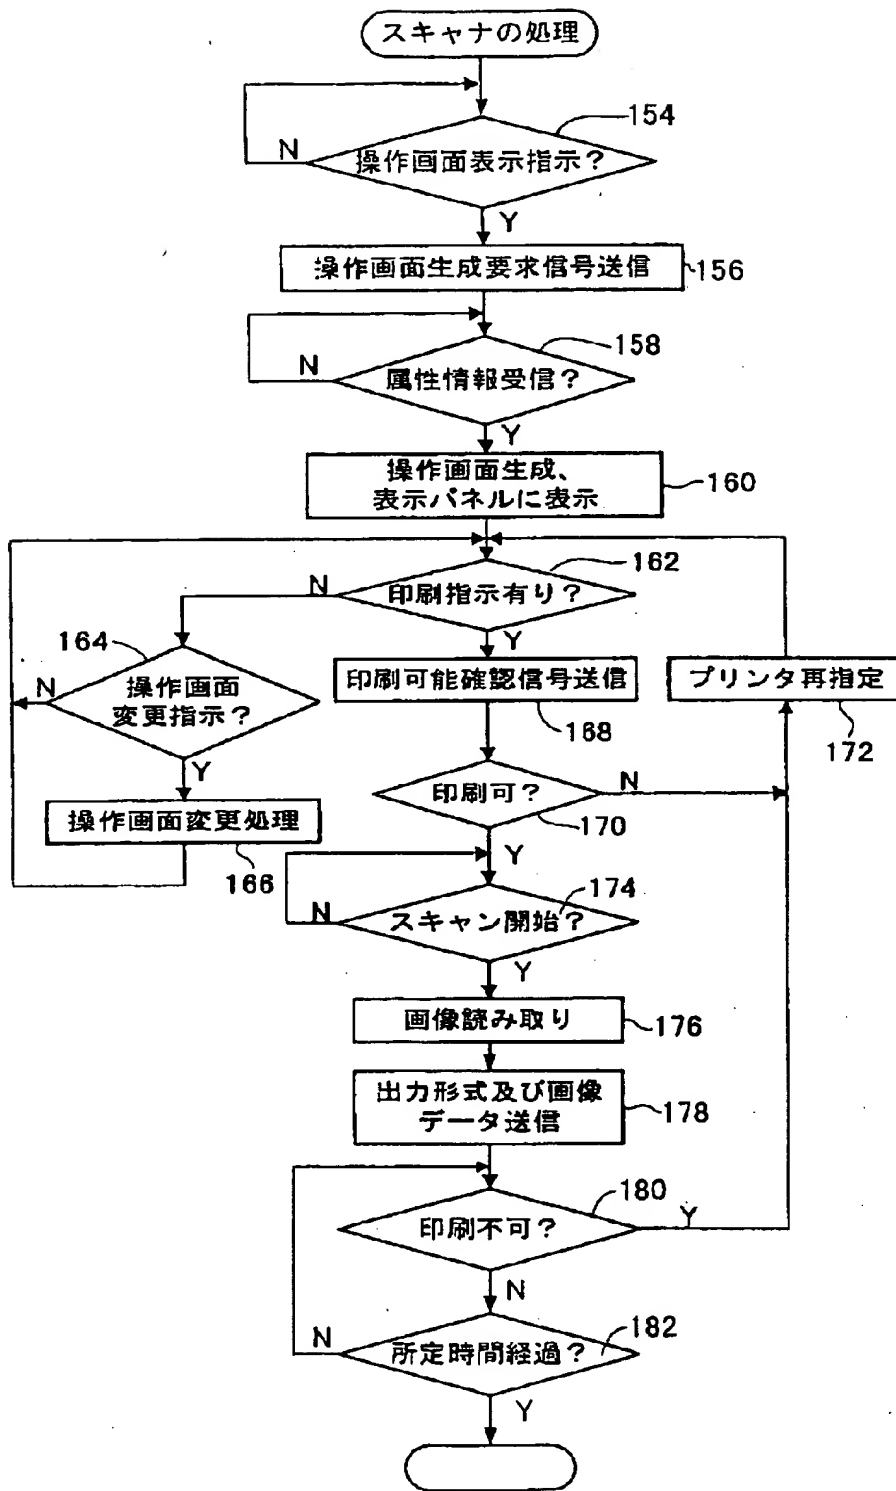 スキャナの処理
154
N
操作画面表示指示?
Y
操作画面生成要求信号送信
156
158
N
属性情報受信?
Y
操作画面生成、
表示パネルに表示
160
162
N
印刷指示有り?
Y
164
N
操作画面
変更指示?
Y
操作画面変更処理
166
印刷可能確認信号送信
168
プリンタ再指定
172
印刷可?
N
170
Y
174
N
スキャン開始?
Y
画像読み取り
176
出力形式及び画像
データ送信
178
180
印刷不可?
Y
N
182
N
所定時間経過?
Y